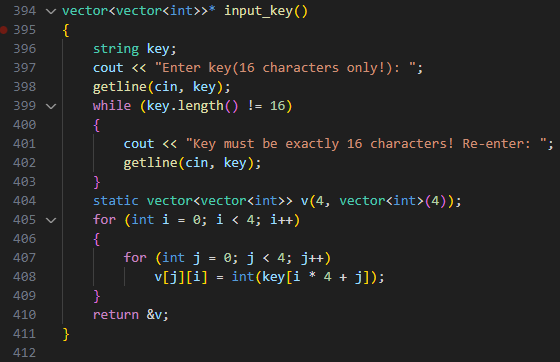 394 vector<vector<int>>* input_key()
395 {
396     string key;
397     cout << "Enter key(16 characters only!): ";
398     getline(cin, key);
399     while (key.length() != 16)
400     {
401         cout << "Key must be exactly 16 characters! Re-enter: ";
402         getline(cin, key);
403     }
404     static vector<vector<int>> v(4, vector<int>(4));
405     for (int i = 0; i < 4; i++)
406     {
407         for (int j = 0; j < 4; j++)
408             v[j][i] = int(key[i * 4 + j]);
409     }
410     return &v;
411 }
412